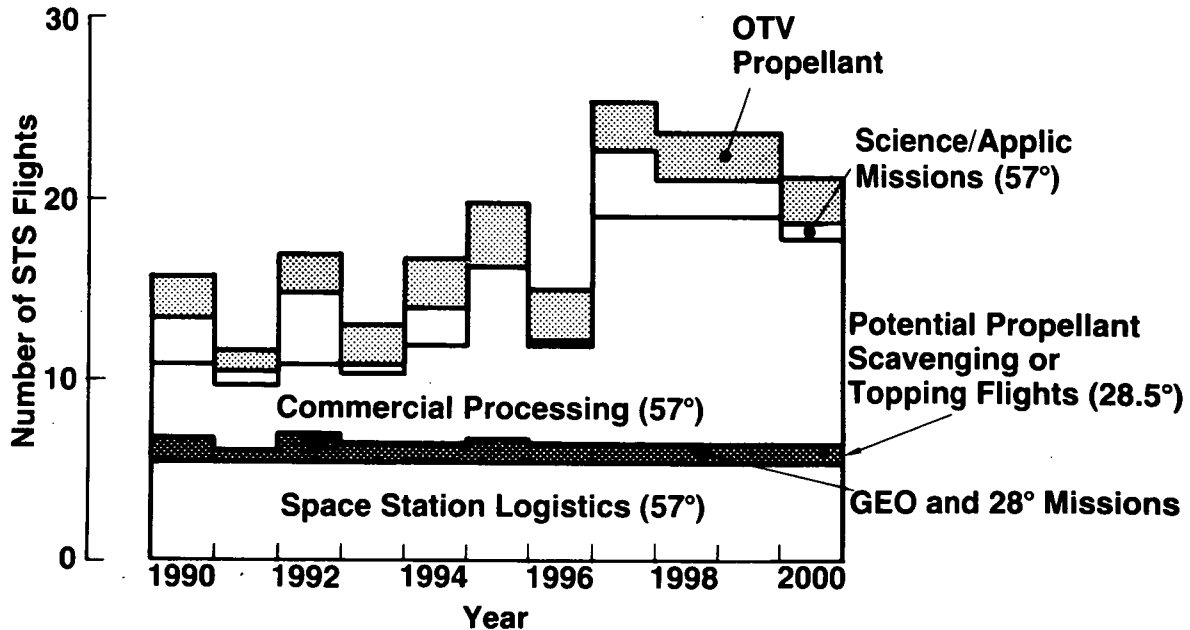 30
20
10
0
Number of STS Flights
OTV
Propellant
Science/Applic
Missions (57°)
Potential Propellant
Scavenging or
Topping Flights (28.5°)
Commercial Processing (57°)
Space Station Logistics (57°)
GEO and 28° Missions
1990 1992 1994 1996 1998 2000
Year